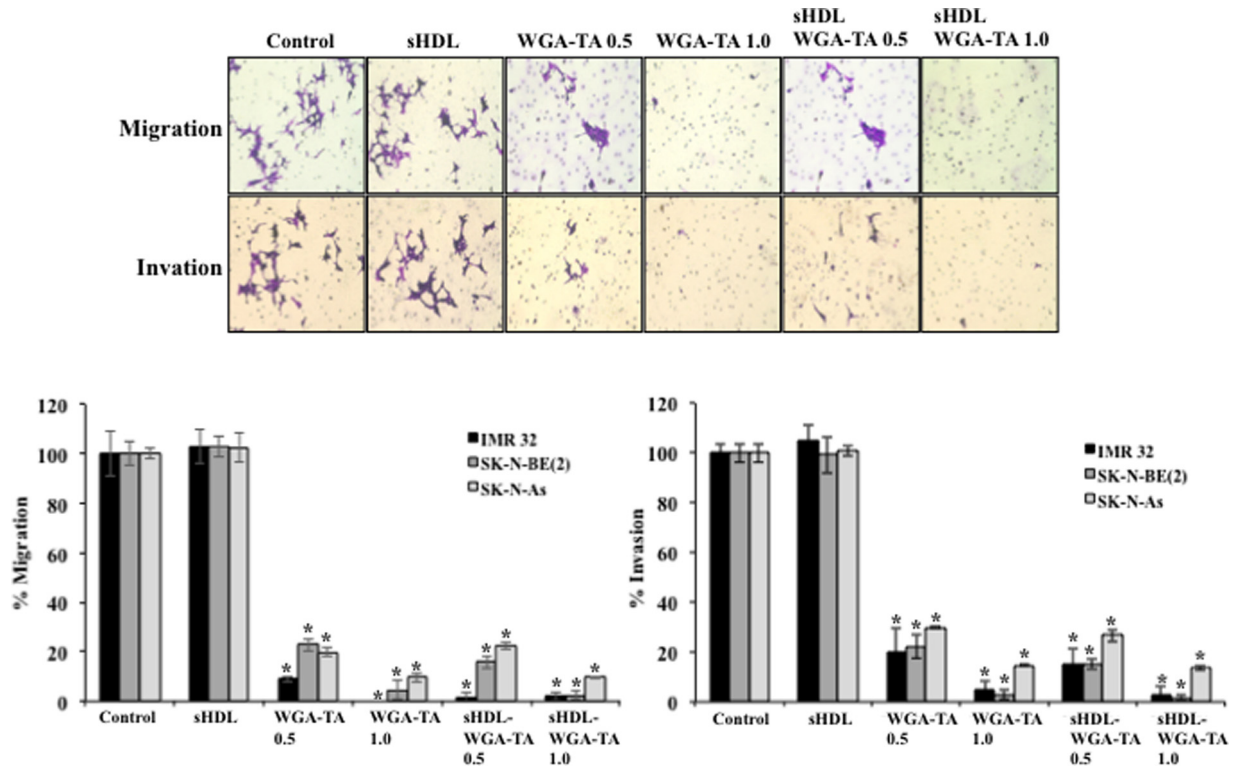 Control sHDL WGA-TA 0.5 WGA-TA 1.0 sHDL WGA-TA 0.5 sHDL WGA-TA 1.0
Migration
Invation
120
100
80
60
40
20
0
% Migration
IMR 32
SK-N-BE(2)
SK-N-As
* * * * * * * * * * * *
Control sHDL WGA-TA 0.5 WGA-TA 1.0 sHDL-WGA-TA 0.5 sHDL-WGA-TA 1.0
120
100
80
60
40
20
0
% Invasion
IMR 32
SK-N-BE(2)
SK-N-As
* * * * * * * * * * * *
Control sHDL WGA-TA 0.5 WGA-TA 1.0 sHDL-WGA-TA 0.5 sHDL-WGA-TA 1.0